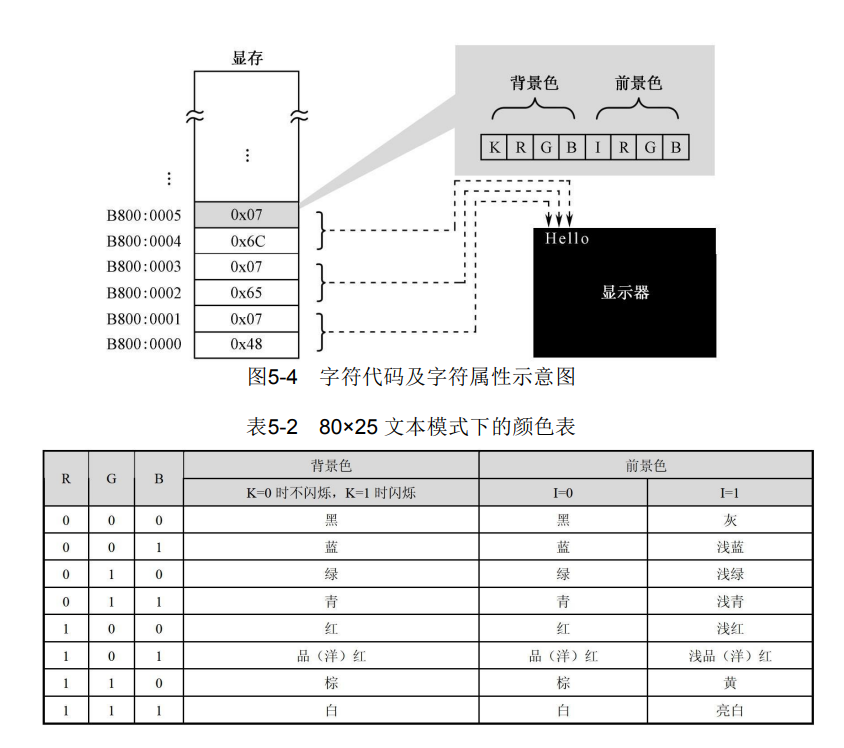 显存
背景色 前景色
K R G B I R G B
⋮
⋮
B800:0005 0x07
B800:0004 0x6C
B800:0003 0x07
B800:0002 0x65
B800:0001 0x07
B800:0000 0x48
Hello
显示器
图5-4 字符代码及字符属性示意图
表5-2 80×25 文本模式下的颜色表
R G B 背景色 前景色
K=0 时不闪烁，K=1 时闪烁 I=0 I=1
0 0 0 黑 黑 灰
0 0 1 蓝 蓝 浅蓝
0 1 0 绿 绿 浅绿
0 1 1 青 青 浅青
1 0 0 红 红 浅红
1 0 1 品（洋）红 品（洋）红 浅品（洋）红
1 1 0 棕 棕 黄
1 1 1 白 白 亮白